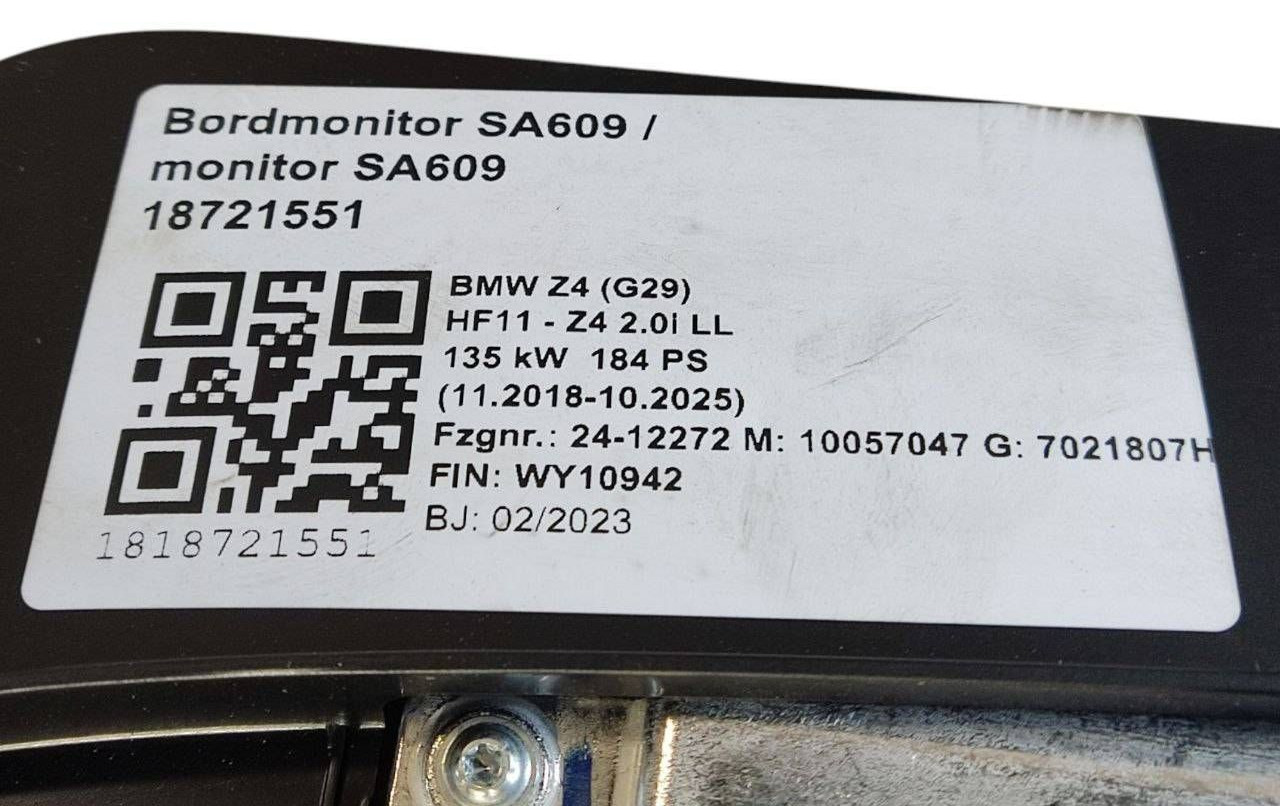 Bordmonitor SA609 /
monitor SA609
18721551
BMW Z4 (G29)
HF11 - Z4 2.0i LL
135 kW 184 PS
(11.2018-10.2025)
Fzgnr.: 24-12272 M: 10057047 G: 7021807H
FIN: WY10942
BJ: 02/2023
1818721551